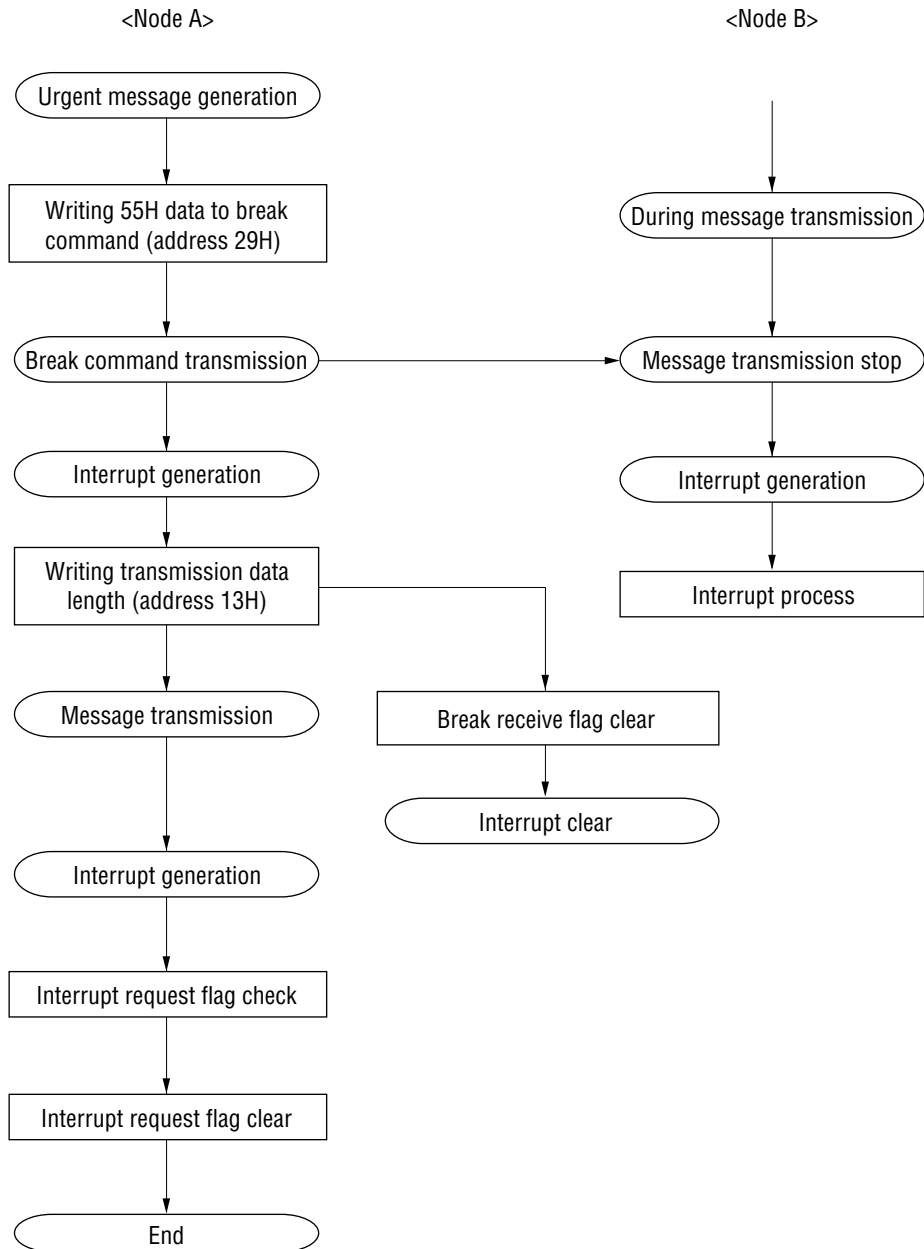 <Node A>
<Node B>
Urgent message generation
Writing 55H data to break
command (address 29H)
During message transmission
Break command transmission
Message transmission stop
Interrupt generation
Interrupt generation
Writing transmission data
length (address 13H)
Interrupt process
Message transmission
Break receive flag clear
Interrupt clear
Interrupt generation
Interrupt request flag check
Interrupt request flag clear
End